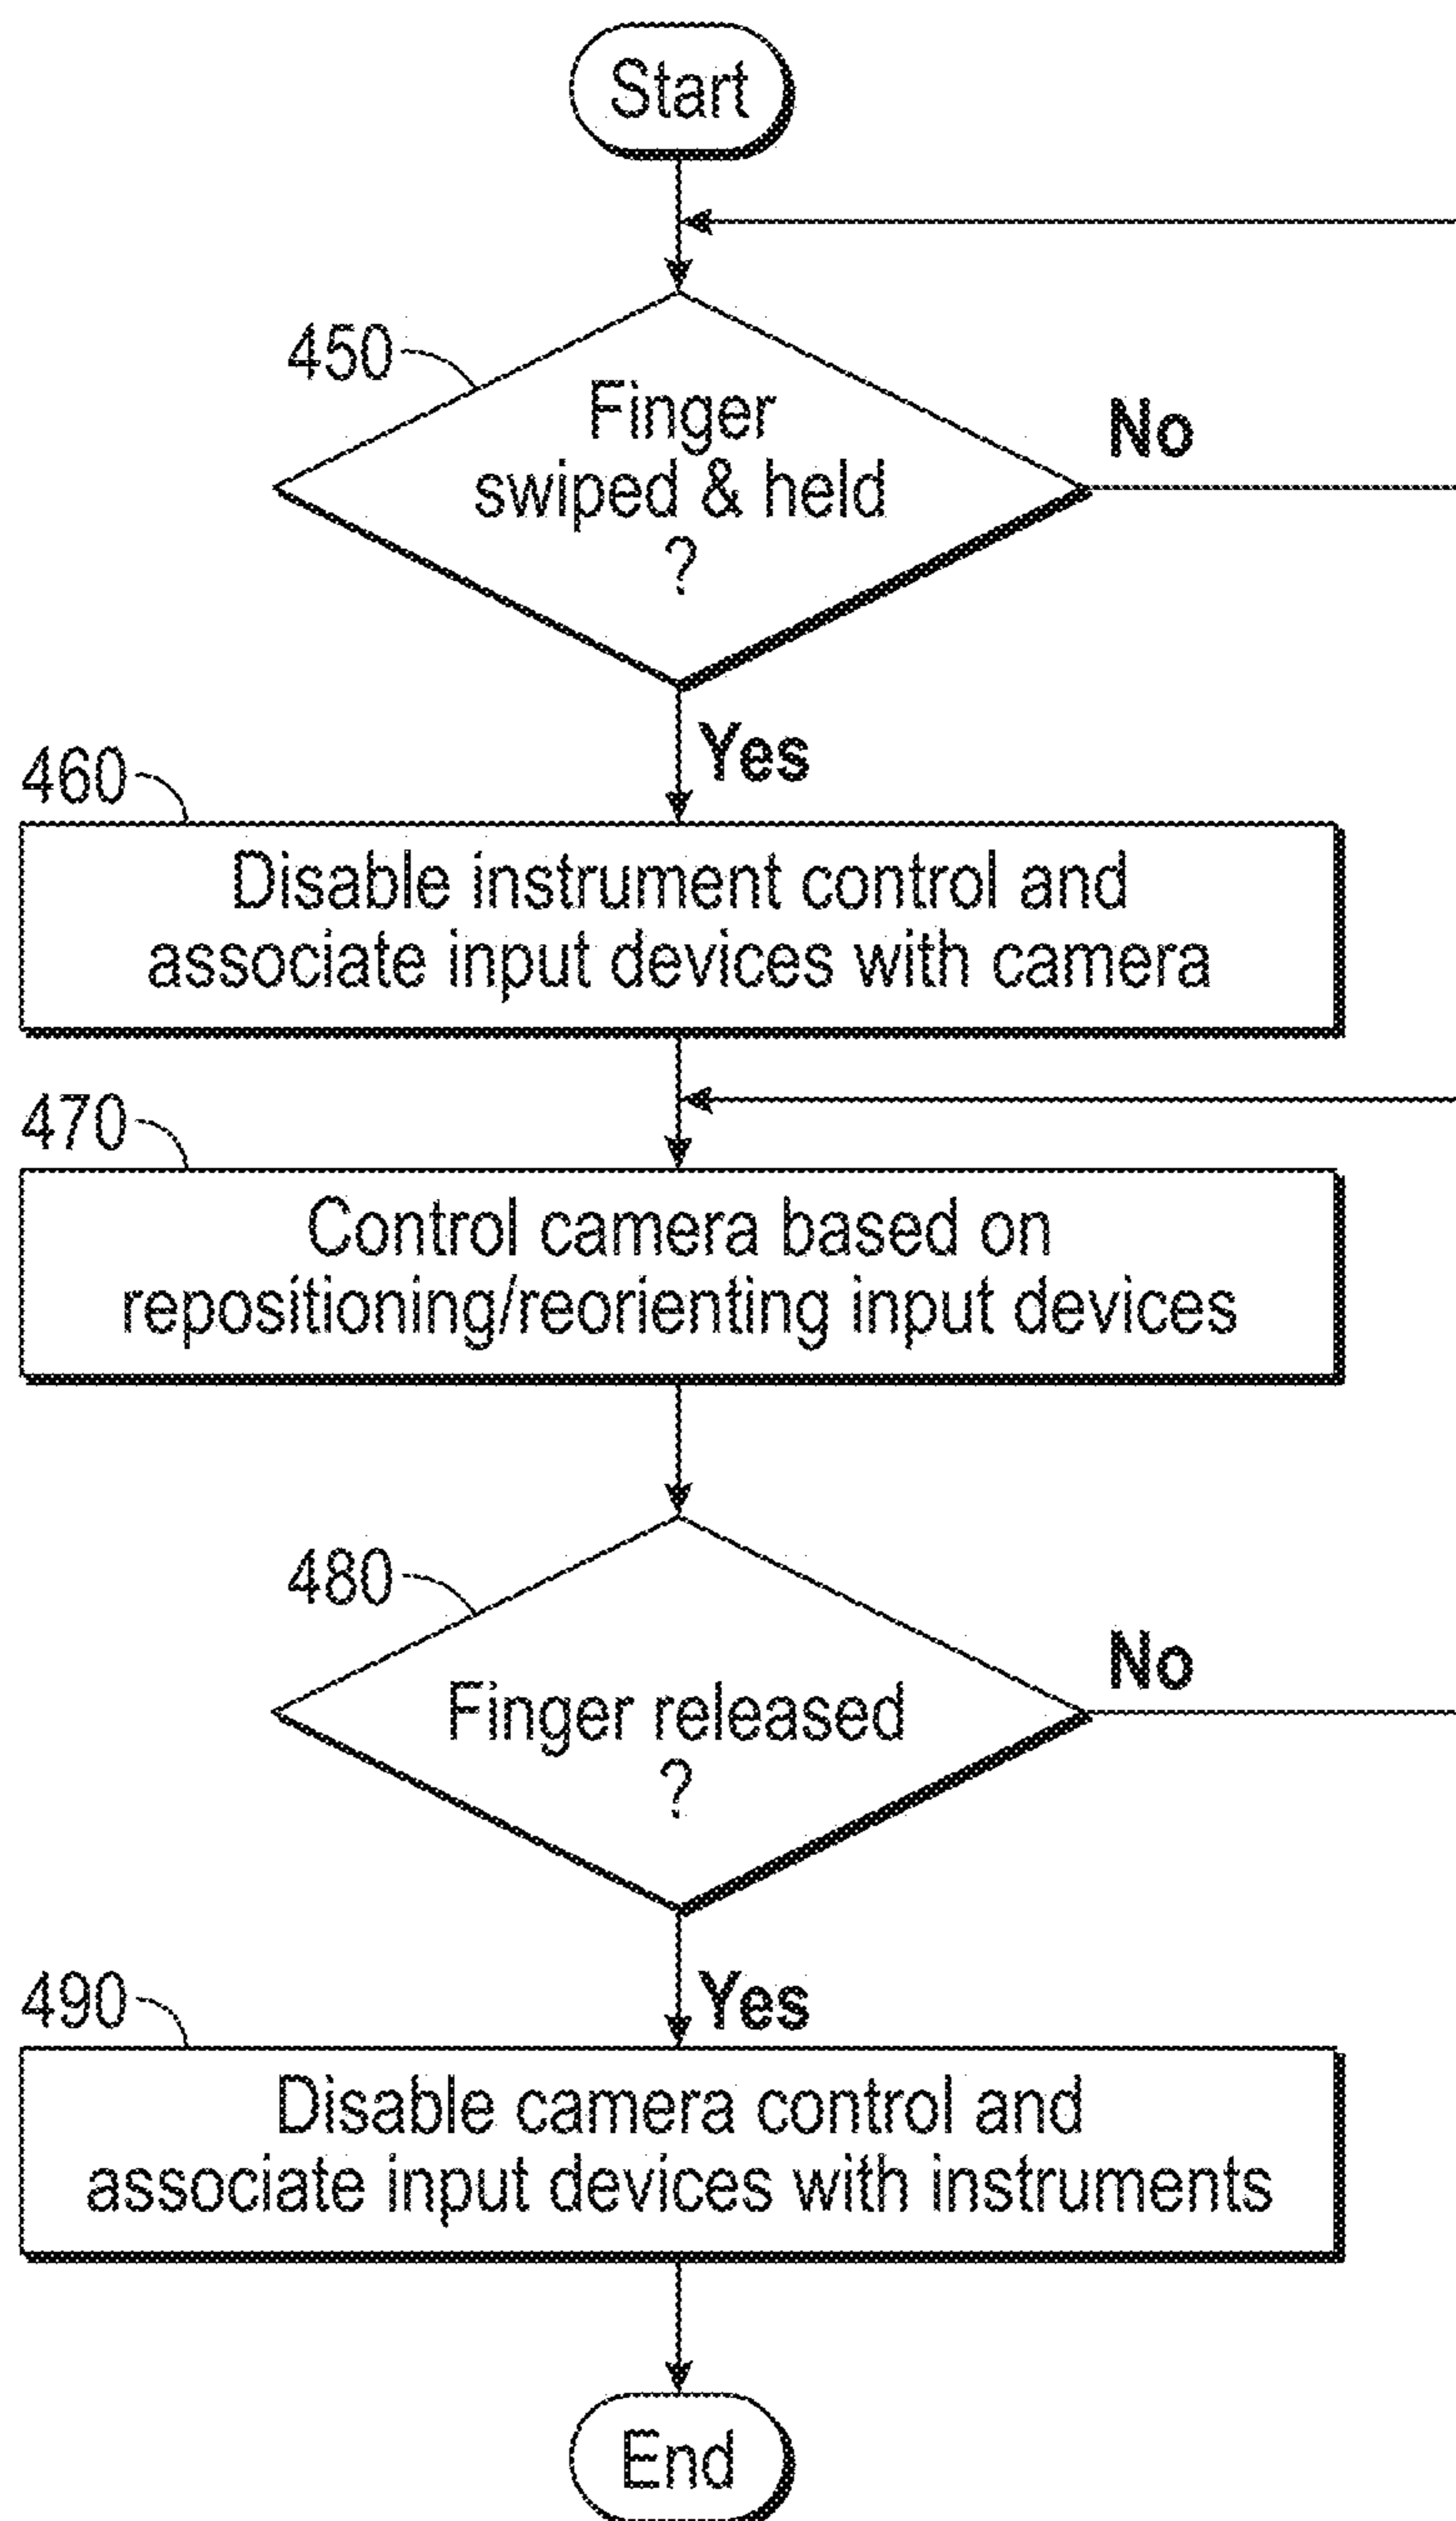 Start
450
Finger
swiped & held
?
No
Yes
460
Disable instrument control and
associate input devices with camera
470
Control camera based on
repositioning/reorienting input devices
480
Finger released
?
No
Yes
490
Disable camera control and
associate input devices with instruments
End